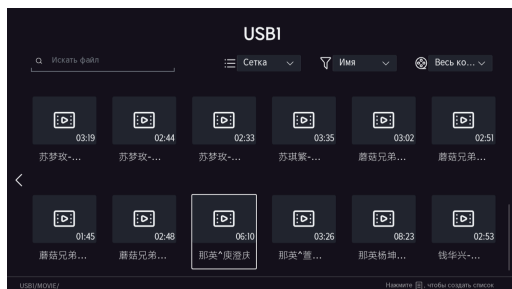 USB1
Искать файл
Сетка
Имя
Весь ко...
03:19
02:44
02:33
03:35
03:02
02:51
苏梦玫-...
苏梦玫-...
苏梦玫-...
苏琪繁-...
蘑菇兄弟...
蘑菇兄弟...
01:45
02:48
06:10
03:26
08:23
02:53
蘑菇兄弟...
蘑菇兄弟...
那英^庾澄庆
那英^萱...
那英杨坤...
钱华兴-...
USB1/MOVIE/
Нажмите , чтобы создать список